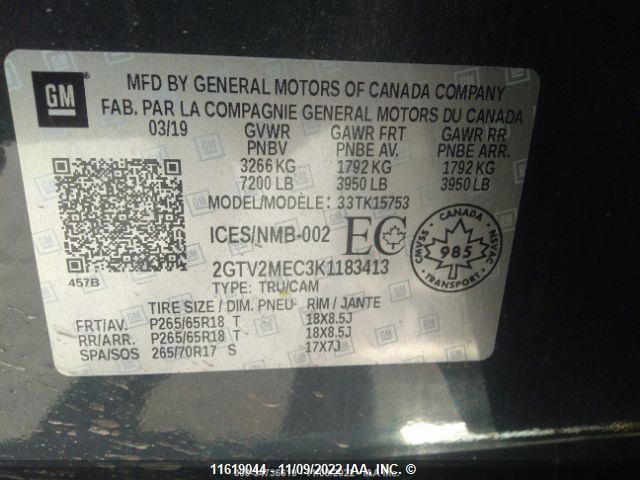 GM
MFD BY GENERAL MOTORS OF CANADA COMPANY
FAB. PAR LA COMPAGNIE GENERAL MOTORS DU CANADA
03/19 GVWR GAWR FRT GAWR RR
PNBV PNBE AV. PNBE ARR.
3266 KG 1792 KG 1792 KG
7200 LB 3950 LB 3950 LB
MODEL/MODÈLE: 33TK15753
ICES/NMB-002 EC
CANADA
CMVSS NSVAC
985
TRANSPORT
2GTV2MEC3K1183413
457B
TYPE: TRU/CAM
TIRE SIZE / DIM. PNEU RIM / JANTE
FRT/AV. P265/65R18 T 18X8.5J
RR/ARR. P265/65R18 T 18X8.5J
SPA/SOS 265/70R17 S 17X7J
11619044 - 11/09/2022 IAA Inc.